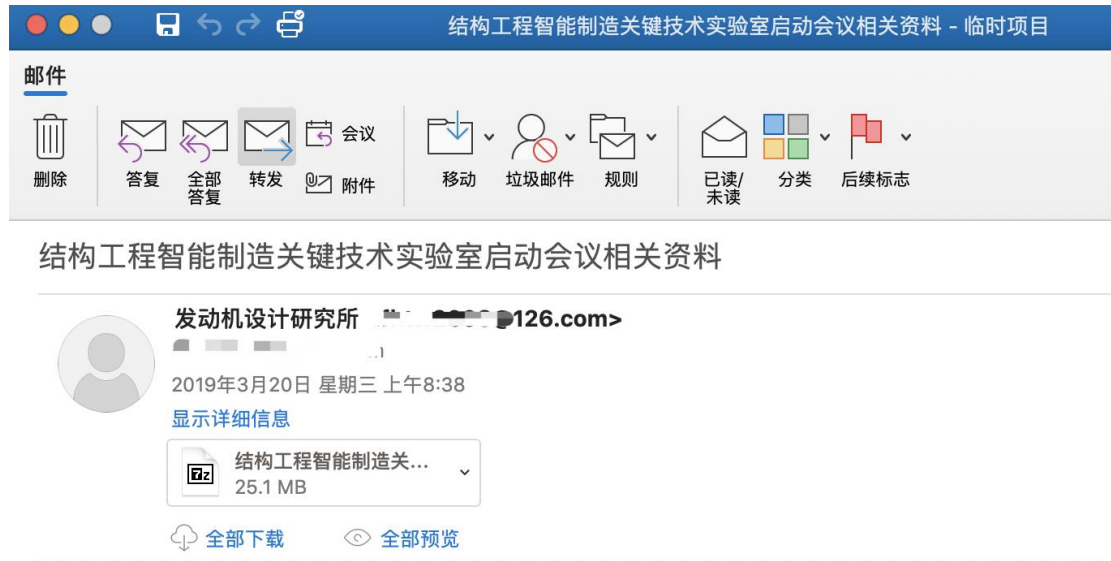 结构工程智能制造关键技术实验室启动会议相关资料 - 临时项目
邮件
删除
答复
全部
答复
转发
会议
附件
移动
垃圾邮件
规则
已读/
未读
分类
后续标志
结构工程智能制造关键技术实验室启动会议相关资料
发动机设计研究所 @126.com>
2019年3月20日 星期三 上午8:38
显示详细信息
7z
结构工程智能制造关...
25.1 MB
全部下载 全部预览